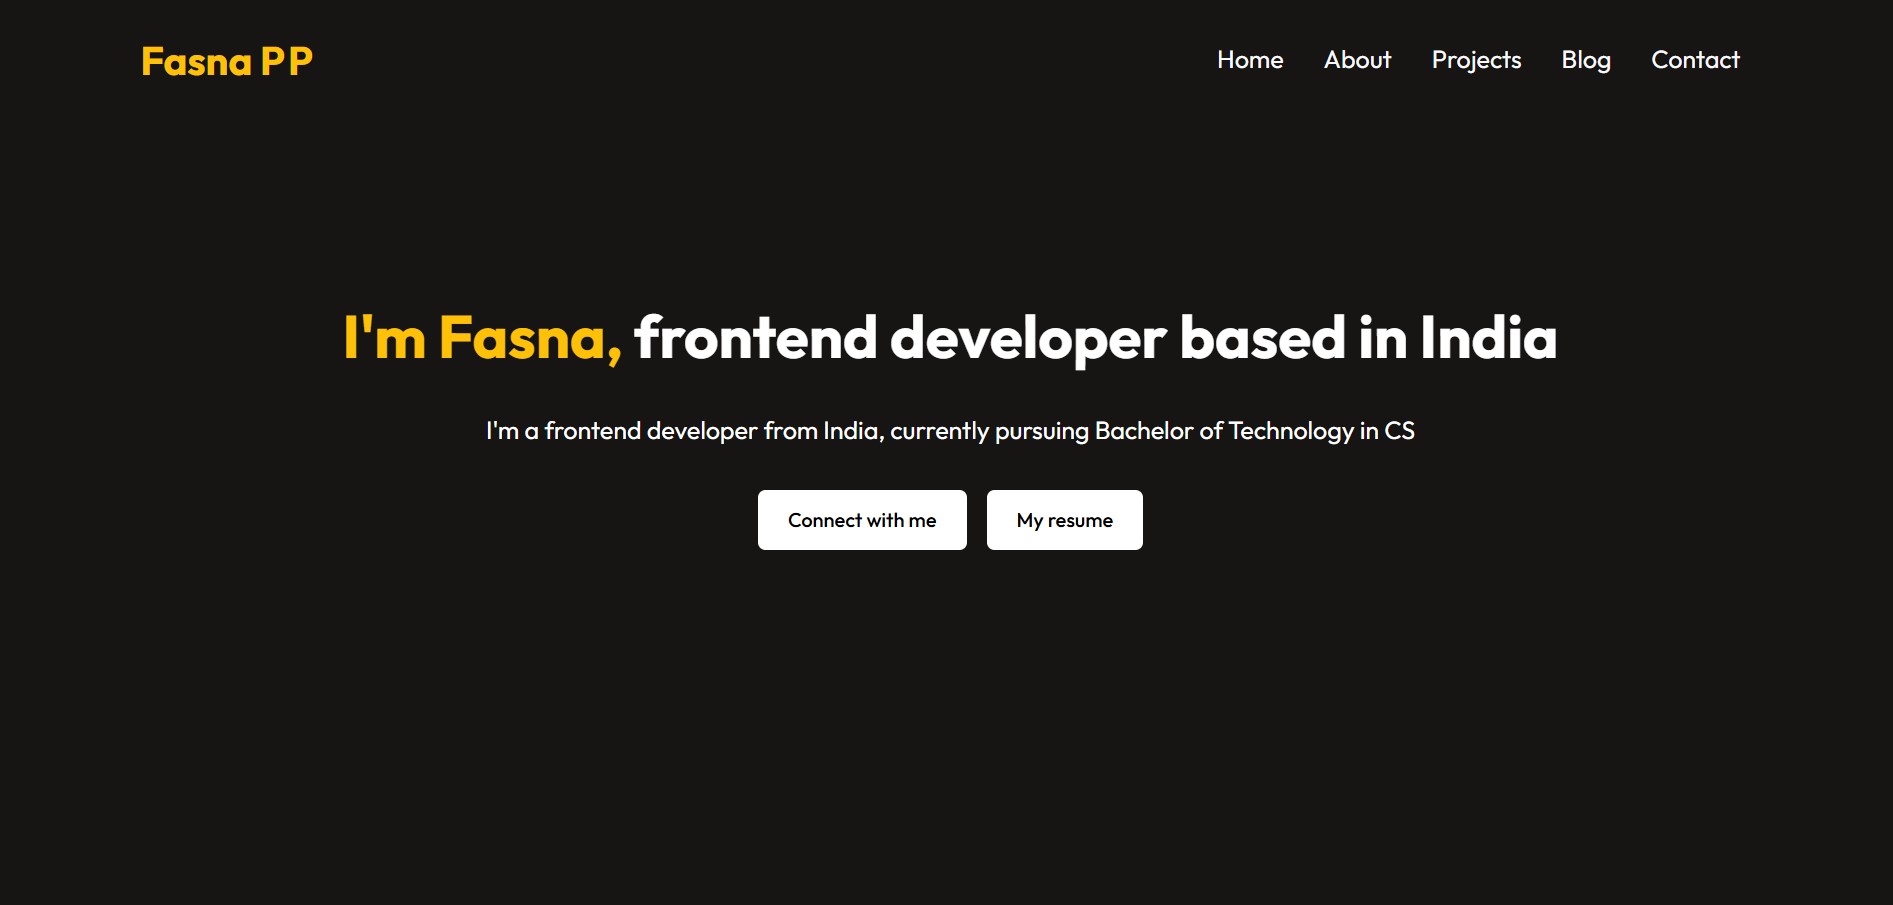 Fasna P P
Home About Projects Blog Contact
I'm Fasna, frontend developer based in India
I'm a frontend developer from India, currently pursuing Bachelor of Technology in CS
Connect with me My resume